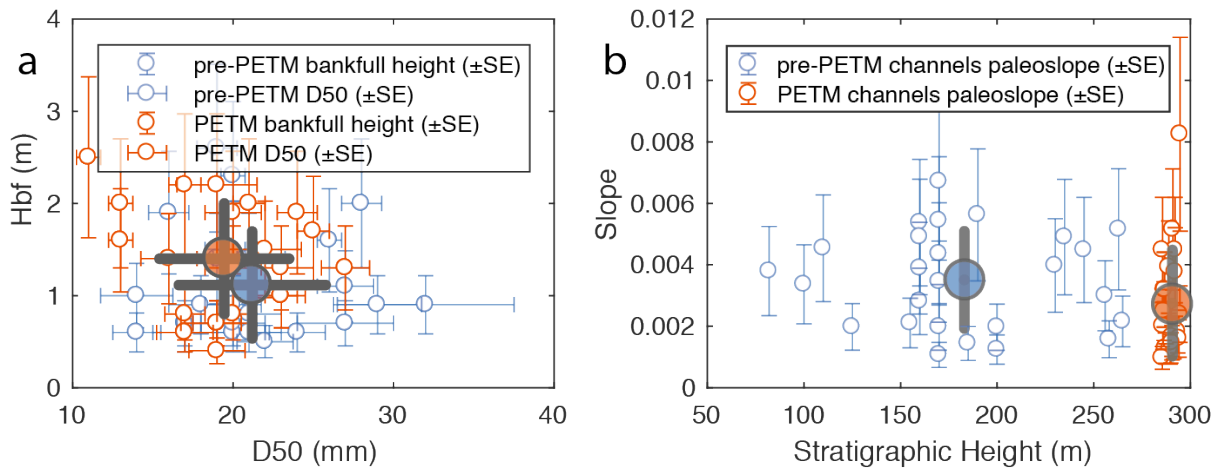 a
pre-PETM bankfull height (±SE)
pre-PETM D50 (±SE)
PETM bankfull height (±SE)
PETM D50 (±SE)
4
3
2
1
0
Hbf (m)
10
20
30
40
D50 (mm)
b
pre-PETM channels paleoslope (±SE)
PETM channels paleoslope (±SE)
0.012
0.01
0.008
0.006
0.004
0.002
0
Slope
50
100
150
200
250
300
Stratigraphic Height (m)